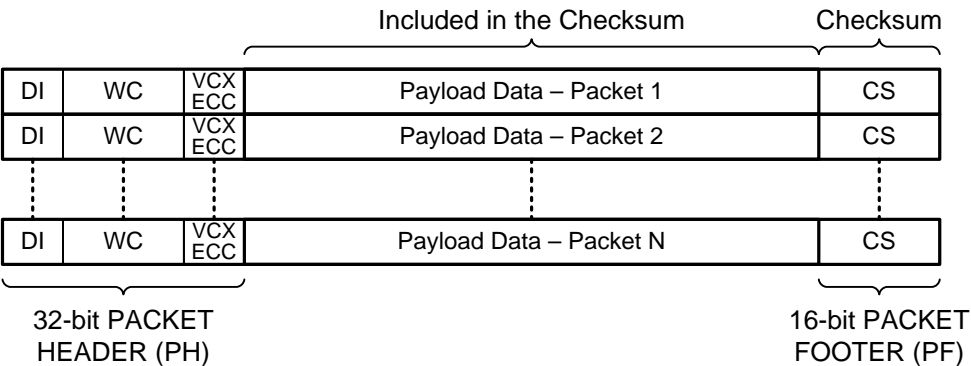 Included in the Checksum Checksum
DI WC VCX ECC Payload Data – Packet 1 CS
DI WC VCX ECC Payload Data – Packet 2 CS
DI WC VCX ECC Payload Data – Packet N CS
32-bit PACKET 16-bit PACKET
HEADER (PH) FOOTER (PF)